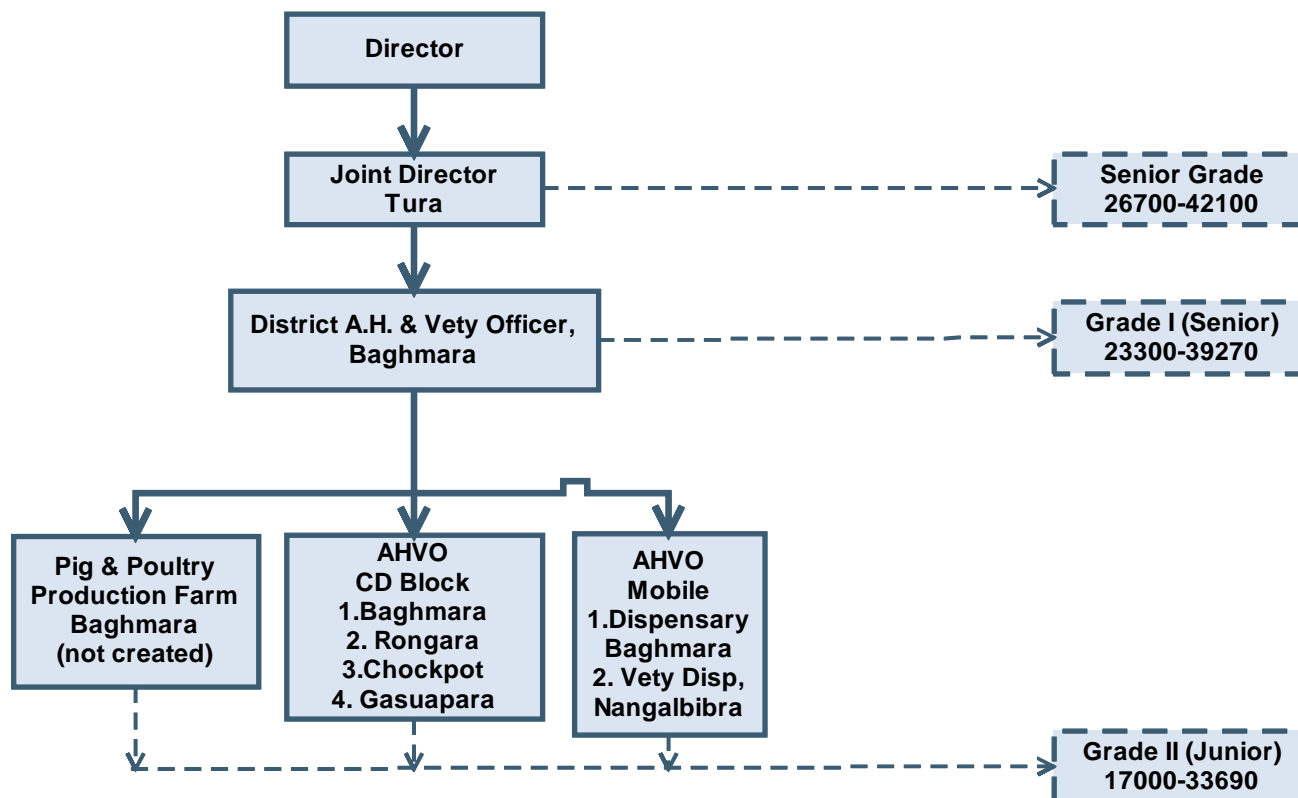 Director
Joint Director
Tura
Senior Grade
26700-42100
District A.H. & Vety Officer,
Baghmara
Grade I (Senior)
23300-39270
Pig & Poultry
Production Farm
Baghmara
(not created)
AHVO
CD Block
1.Baghmara
2. Rongara
3.Chockpot
4. Gasuapara
AHVO
Mobile
1.Dispensary
Baghmara
2. Vety Disp,
Nangalbibra
Grade II (Junior)
17000-33690